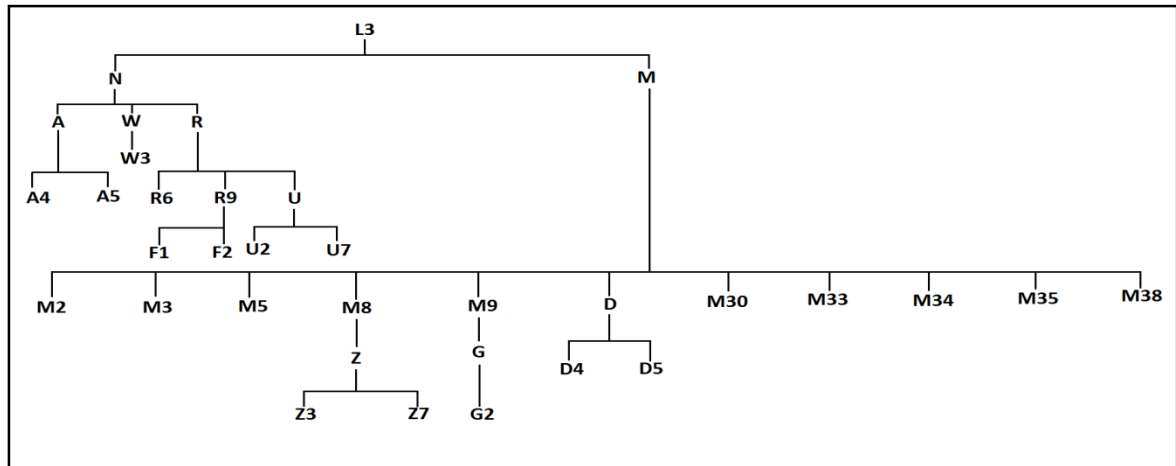 L3
N M
A W R
W3
A4 A5 R6 R9 U
F1 F2 U2 U7
M2 M3 M5 M8 M9 D M30 M33 M34 M35 M38
Z G D4 D5
Z3 Z7 G2